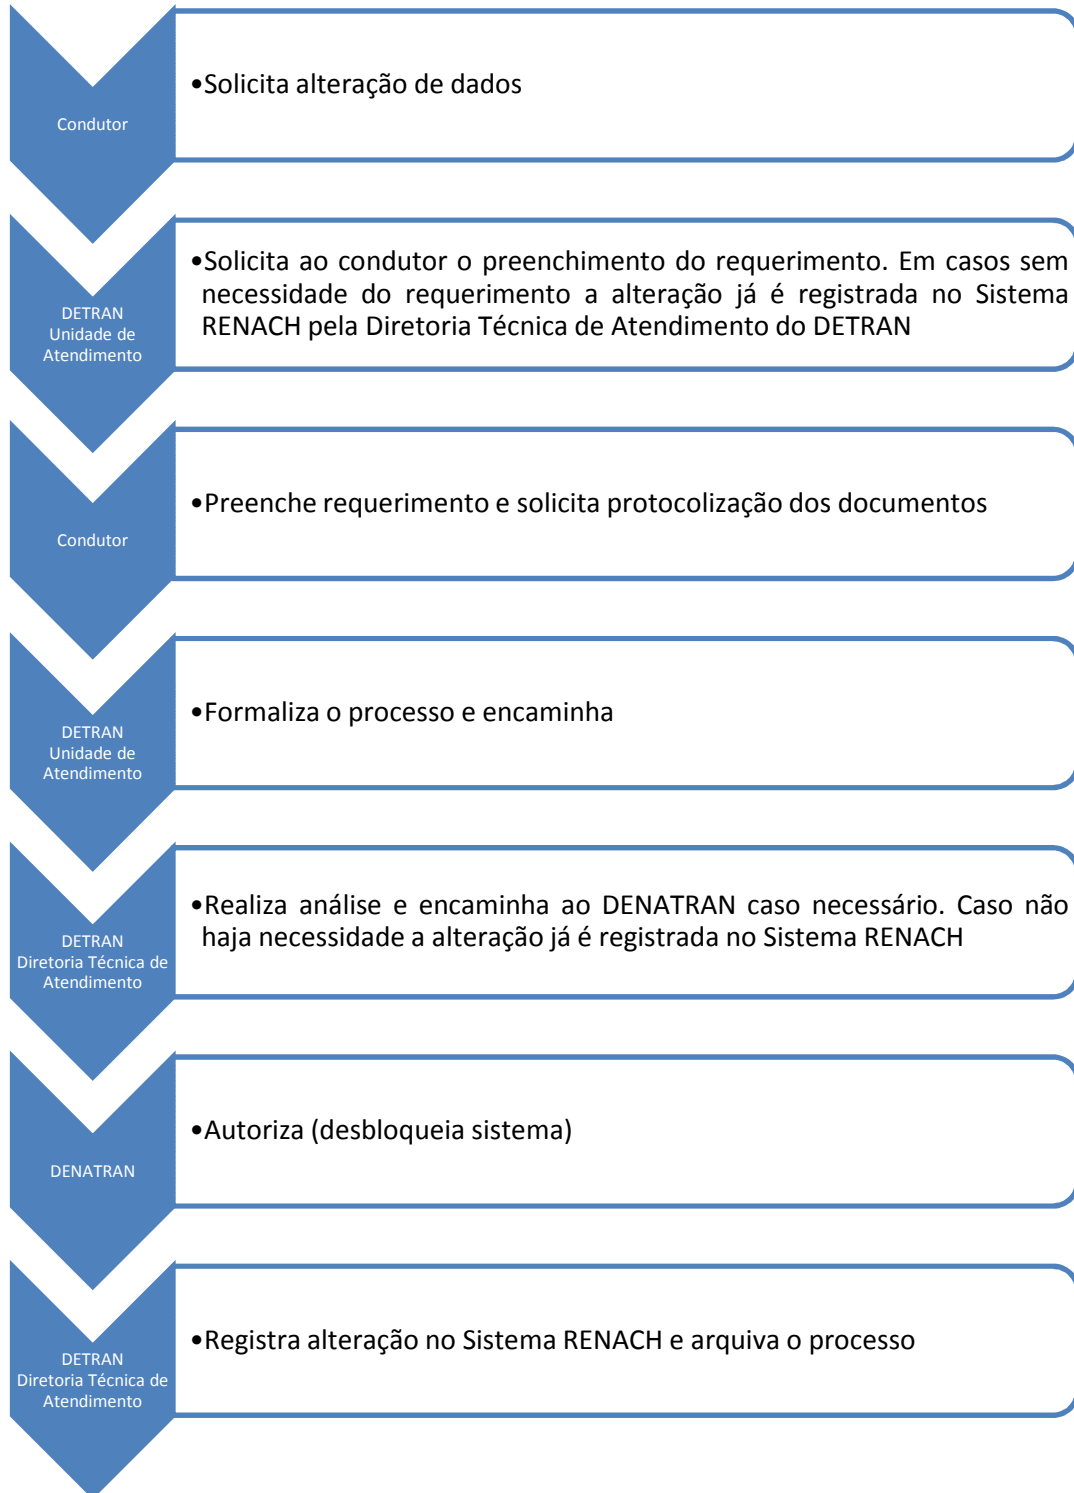 Condutor
•Solicita alteração de dados
DETRAN
Unidade de
Atendimento
•Solicita ao condutor o preenchimento do requerimento. Em casos sem
necessidade do requerimento a alteração já é registrada no Sistema
RENACH pela Diretoria Técnica de Atendimento do DETRAN
Condutor
•Preenche requerimento e solicita protocolização dos documentos
DETRAN
Unidade de
Atendimento
•Formaliza o processo e encaminha
DETRAN
Diretoria Técnica de
Atendimento
•Realiza análise e encaminha ao DENATRAN caso necessário. Caso não
haja necessidade a alteração já é registrada no Sistema RENACH
DENATRAN
•Autoriza (desbloqueia sistema)
DETRAN
Diretoria Técnica de
Atendimento
•Registra alteração no Sistema RENACH e arquiva o processo